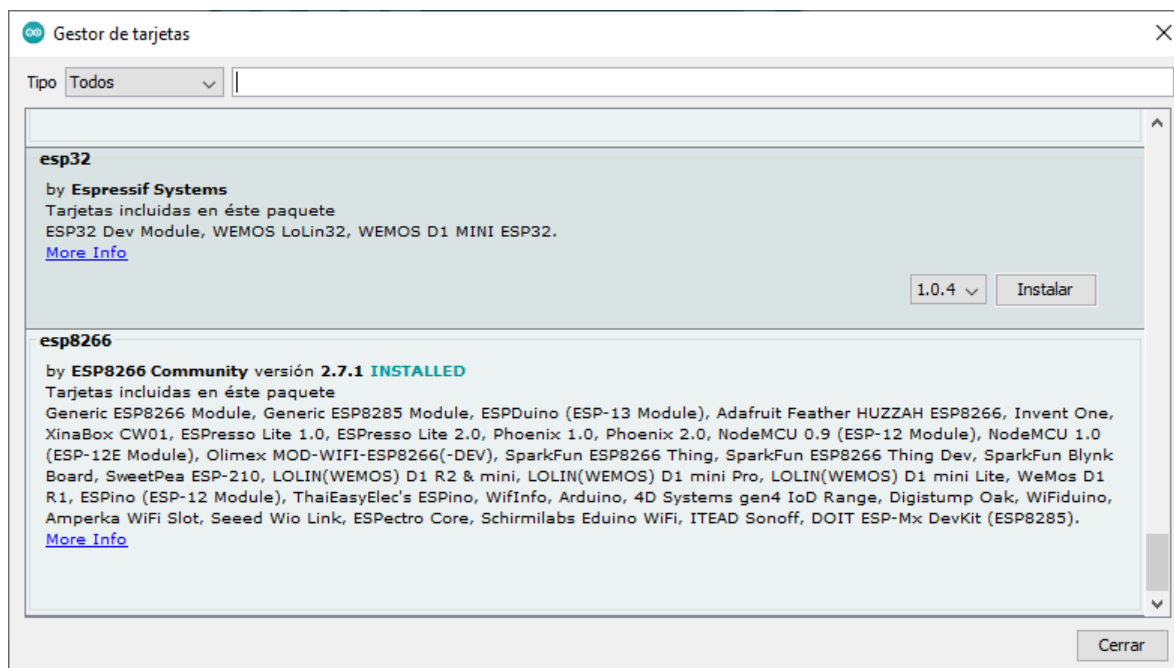 Gestor de tarjetas
Tipo Todos
esp32
by Espressif Systems
Tarjetas incluidas en éste paquete
ESP32 Dev Module, WEMOS LoLin32, WEMOS D1 MINI ESP32.
More Info
1.0.4 Instalar
esp8266
by ESP8266 Community versión 2.7.1 INSTALLED
Tarjetas incluidas en éste paquete
Generic ESP8266 Module, Generic ESP8285 Module, ESPDuino (ESP-13 Module), Adafruit Feather HUZZAH ESP8266, Invent One,
XinaBox CW01, ESPresso Lite 1.0, ESPresso Lite 2.0, Phoenix 1.0, Phoenix 2.0, NodeMCU 0.9 (ESP-12 Module), NodeMCU 1.0
(ESP-12E Module), Olimex MOD-WIFI-ESP8266(-DEV), SparkFun ESP8266 Thing, SparkFun ESP8266 Thing Dev, SparkFun Blynk
Board, SweetPea ESP-210, LOLIN(WEMOS) D1 R2 & mini, LOLIN(WEMOS) D1 mini Pro, LOLIN(WEMOS) D1 mini Lite, WeMos D1
R1, ESPino (ESP-12 Module), ThaiEasyElec's ESPino, WifInfo, Arduino, 4D Systems gen4 IoD Range, Digistump Oak, WiFiduino,
Amperka WiFi Slot, Seeed Wio Link, ESPectro Core, Schirmilabs Eduino WiFi, ITEAD Sonoff, DOIT ESP-Mx DevKit (ESP8285).
More Info
Cerrar